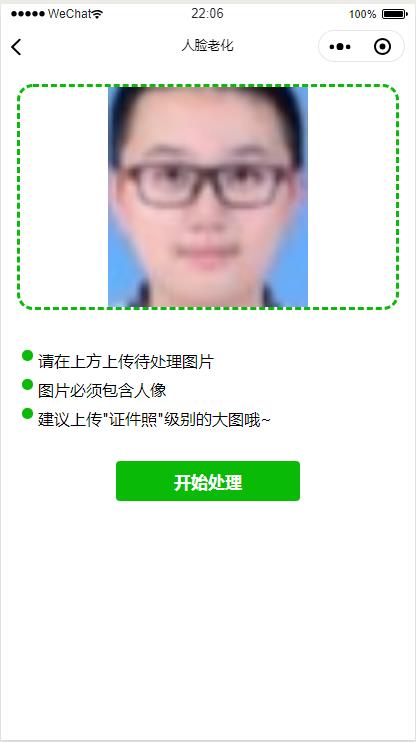 WeChat 22:06 100%
人脸老化
请在上方上传待处理图片
图片必须包含人像
建议上传"证件照"级别的大图哦~
开始处理